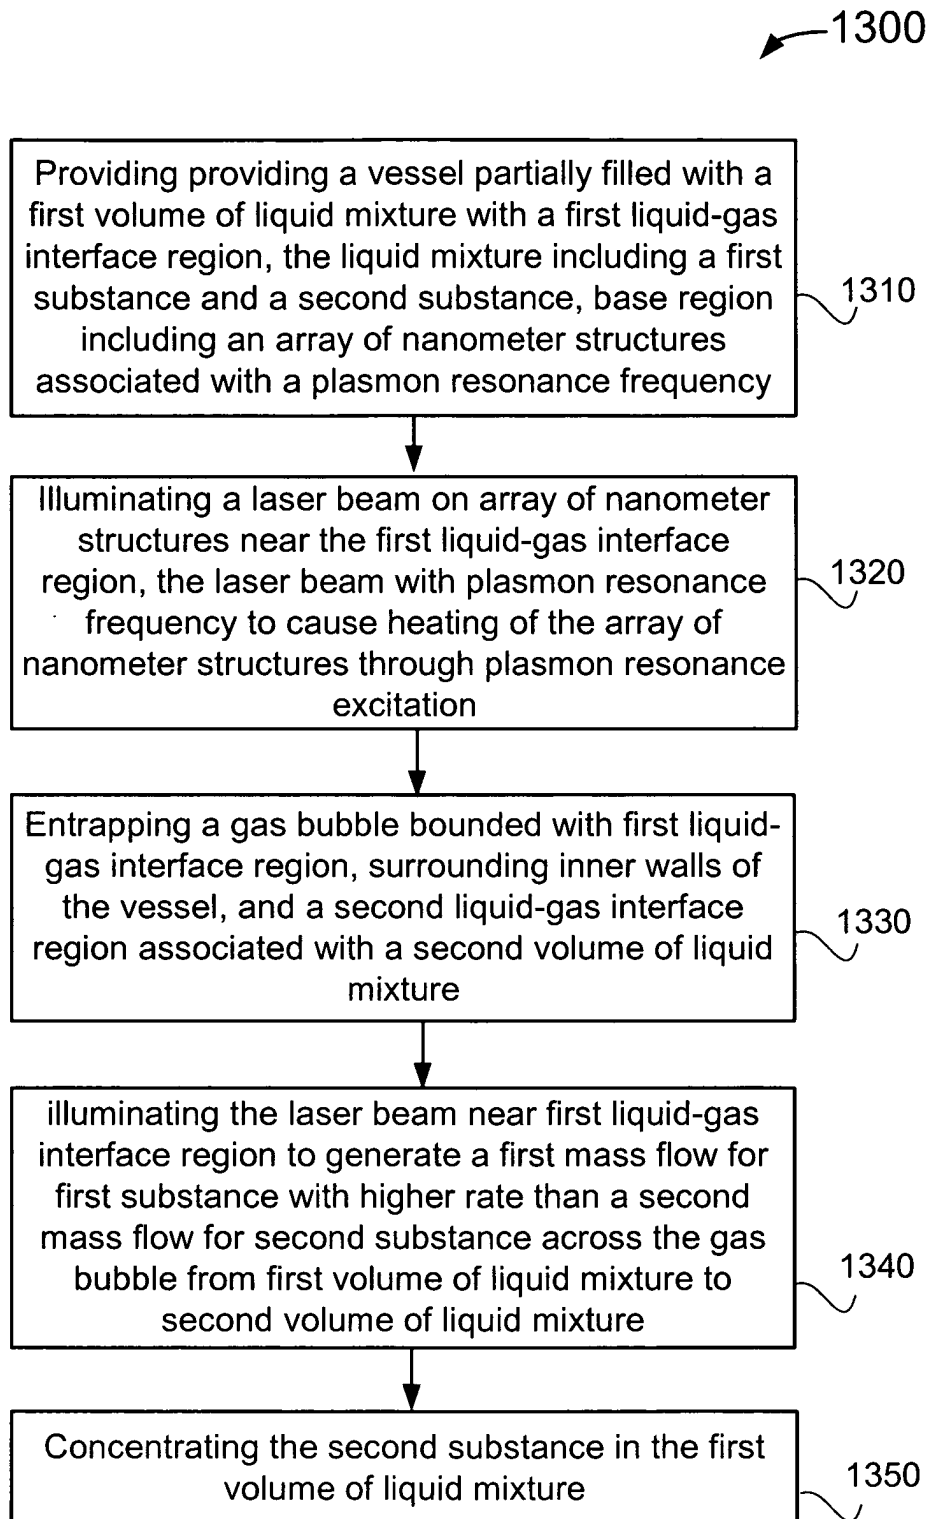 1300
Providing providing a vessel partially filled with a
first volume of liquid mixture with a first liquid-gas
interface region, the liquid mixture including a first
substance and a second substance, base region
including an array of nanometer structures
associated with a plasmon resonance frequency
1310
Illuminating a laser beam on array of nanometer
structures near the first liquid-gas interface
region, the laser beam with plasmon resonance
frequency to cause heating of the array of
nanometer structures through plasmon resonance
excitation
1320
Entrapping a gas bubble bounded with first liquid-
gas interface region, surrounding inner walls of
the vessel, and a second liquid-gas interface
region associated with a second volume of liquid
mixture
1330
illuminating the laser beam near first liquid-gas
interface region to generate a first mass flow for
first substance with higher rate than a second
mass flow for second substance across the gas
bubble from first volume of liquid mixture to
second volume of liquid mixture
1340
Concentrating the second substance in the first
volume of liquid mixture
1350